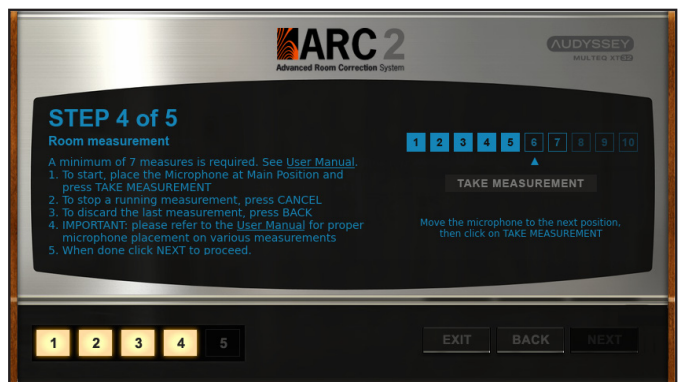 ARC 2
Advanced Room Correction System
AUDYSSEY
MULTEQ XT32
STEP 4 of 5
Room measurement
A minimum of 7 measures is required. See User Manual.
1. To start, place the Microphone at Main Position and
press TAKE MEASUREMENT
2. To stop a running measurement, press CANCEL
3. To discard the last measurement, press BACK
4. IMPORTANT: please refer to the User Manual for proper
microphone placement on various measurements
5. When done click NEXT to proceed.
1 2 3 4 5 6 7 8 9 10
TAKE MEASUREMENT
Move the microphone to the next position,
then click on TAKE MEASUREMENT
1 2 3 4 5
EXIT BACK NEXT